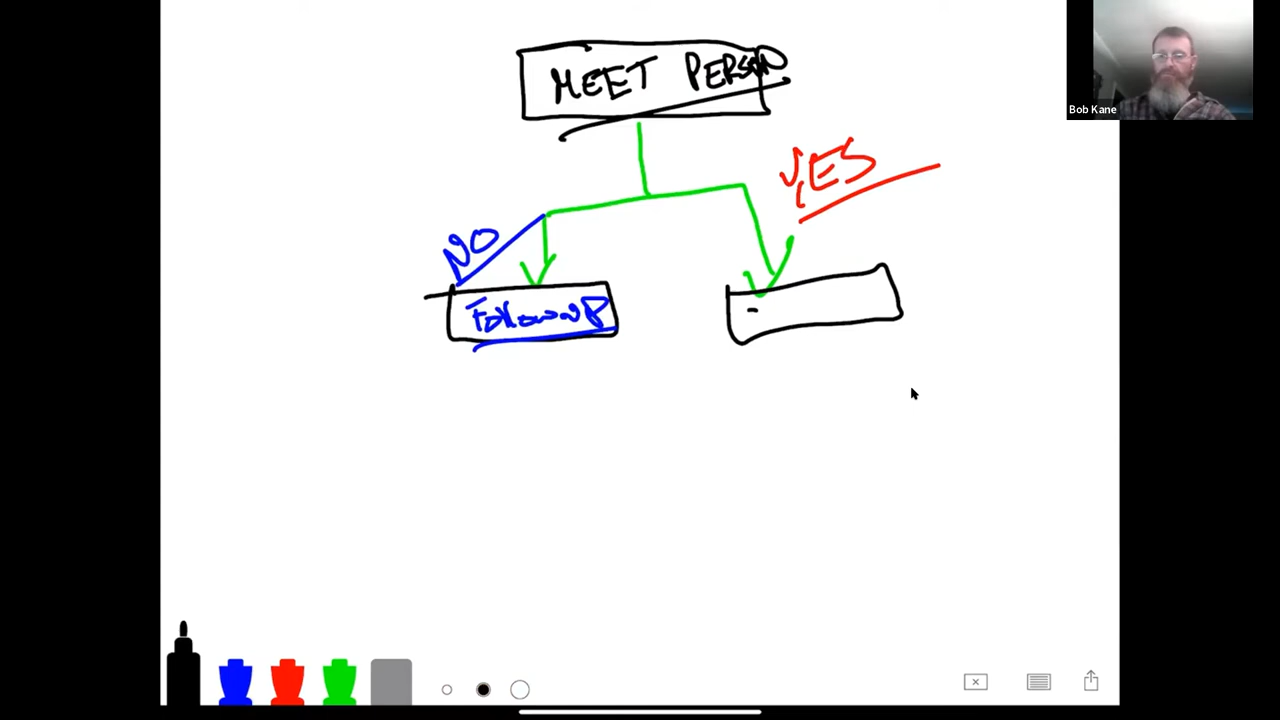 MEET PERSON
Bob Kane
YES
NO
FollowUP